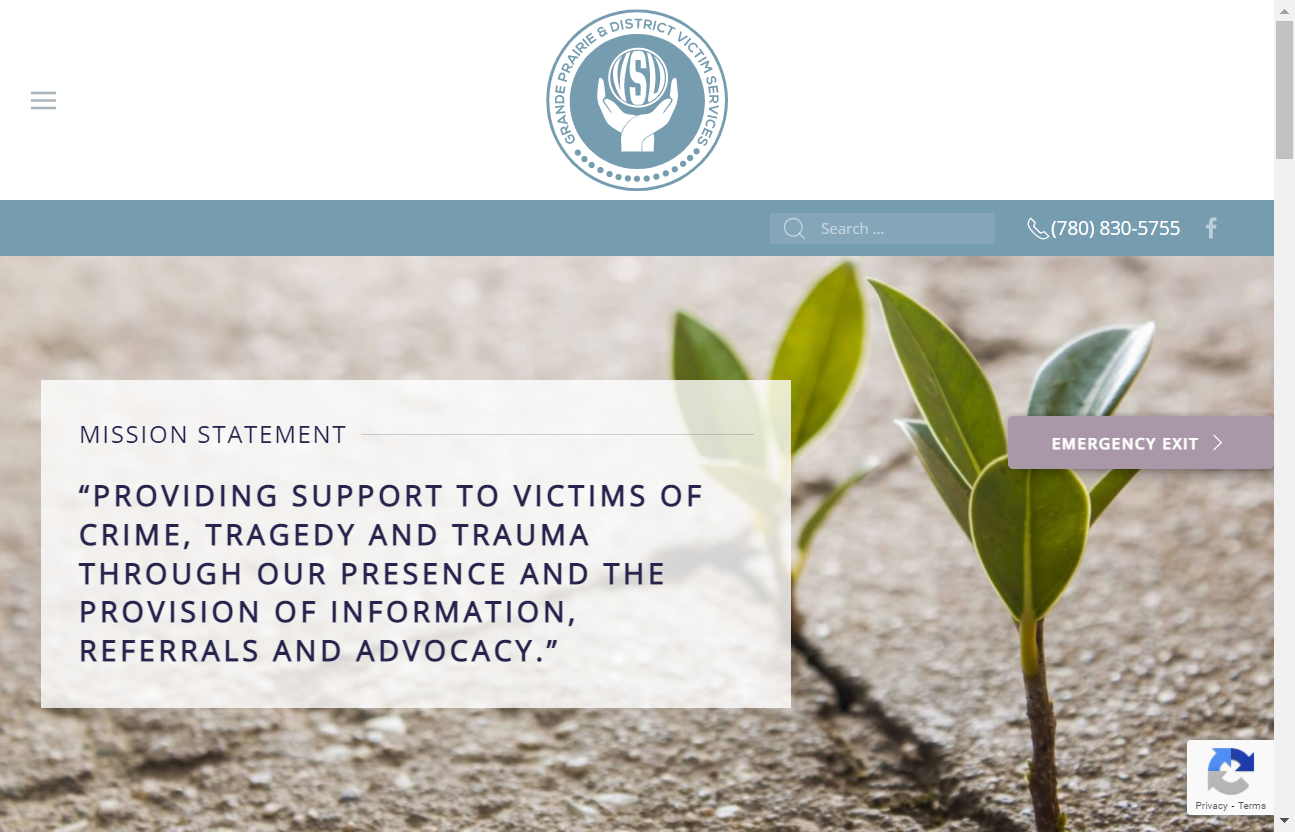 GRANDE PRAIRIE & DISTRICT VICTIM SERVICES
VSU
Search ...
(780) 830-5755
MISSION STATEMENT
“PROVIDING SUPPORT TO VICTIMS OF
CRIME, TRAGEDY AND TRAUMA
THROUGH OUR PRESENCE AND THE
PROVISION OF INFORMATION,
REFERRALS AND ADVOCACY.”
EMERGENCY EXIT
Privacy - Terms